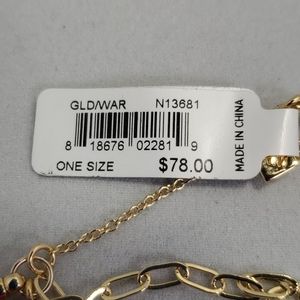 GLD/WAR N13681
8 18676 02281 9
ONE SIZE $78.00
MADE IN CHINA